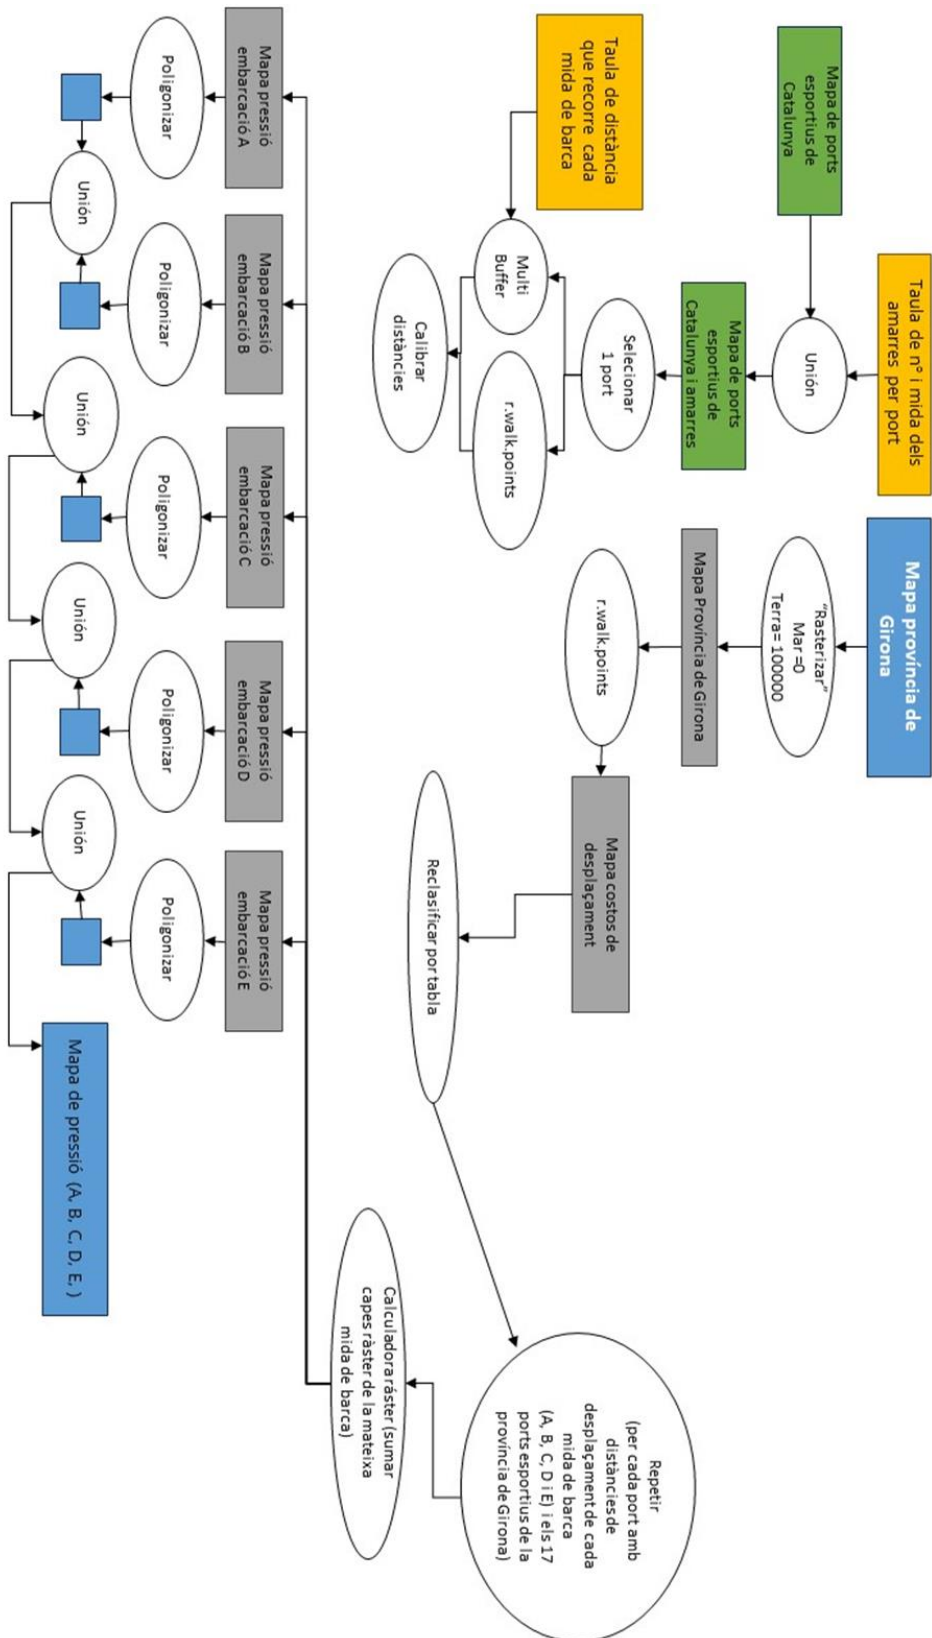 Mapa de ports
esportius de
Catalunya
Taula de nº i mida dels
amarres per port
Unión
Mapa de ports
esportius de
Catalunya i amarres
Selecionar
1 port
Taula de distància
que recorre cada
mida de barca
Multi
Buffer
r.walk.points
Calibrar
distàncies
Mapa província de
Girona
“Rasterizar”
Mar =0
Terra= 100000
Mapa Província de Girona
r.walk.points
Mapa costos de
desplaçament
Reclasificar por tabla
Repetir
(per cada port amb
distàncies de
desplaçament de cada
mida de barca
(A, B, C, D i E) i els 17
ports esportius de la
província de Girona)
Calculadora ráster (sumar
capes ràster de la mateixa
mida de barca)
Mapa pressió
embarcació A
Mapa pressió
embarcació B
Mapa pressió
embarcació C
Mapa pressió
embarcació D
Mapa pressió
embarcació E
Poligonizar
Poligonizar
Poligonizar
Poligonizar
Poligonizar
Unión
Unión
Unión
Unión
Mapa de pressió (A, B, C, D, E, )